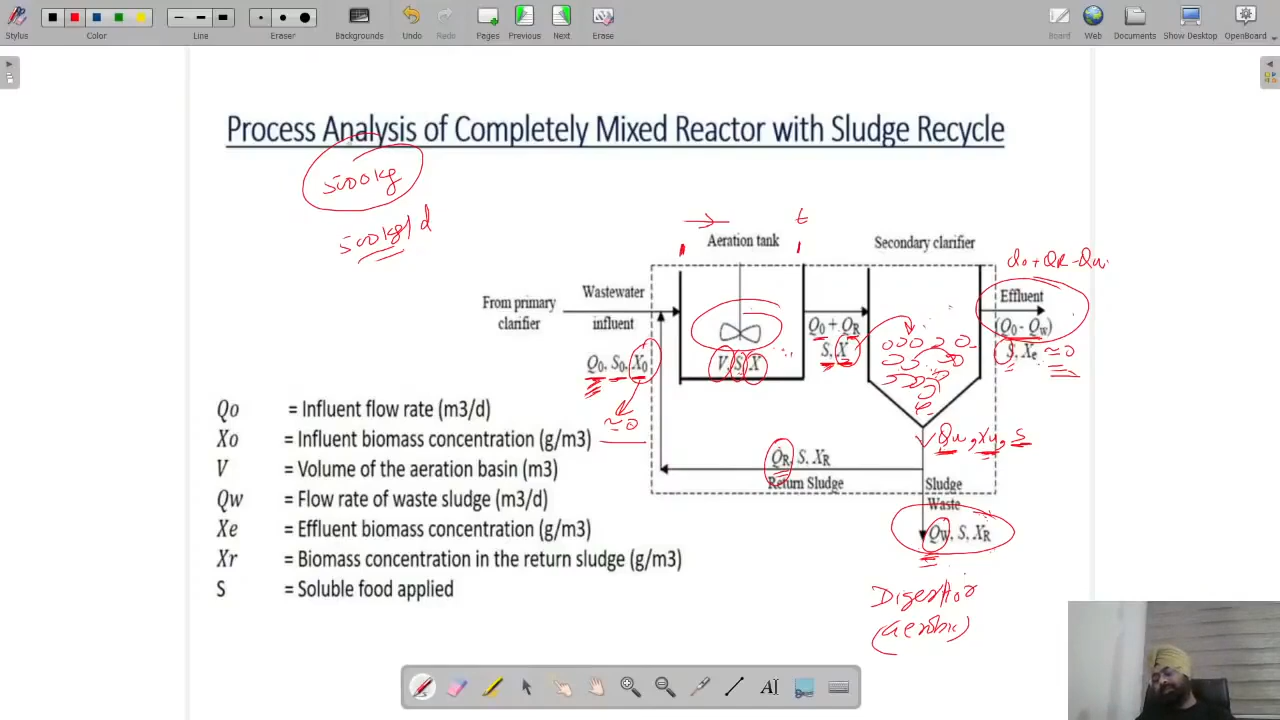 Stylus Color Line Eraser Backgrounds Undo Redo Pages Previous Next Erase Board Web Documents Show Desktop OpenBoard
Process Analysis of Completely Mixed Reactor with Sludge Recycle
5000kg
500kg/d
t
Aeration tank
Secondary clarifier
Q0+QR-Qw
From primary
clarifier
Wastewater
influent
Effluent
Q0, S0, X0
V, S, X
Q0 + QR
S, X
(Q0 - Qw)
S, Xe ≈0
≈0
Qu, Xu, S
QR, S, XR
Return Sludge
Sludge
Waste
QW, S, XR
Digestior
(aerobic)
Qo = Influent flow rate (m3/d)
Xo = Influent biomass concentration (g/m3)
V = Volume of the aeration basin (m3)
Qw = Flow rate of waste sludge (m3/d)
Xe = Effluent biomass concentration (g/m3)
Xr = Biomass concentration in the return sludge (g/m3)
S = Soluble food applied